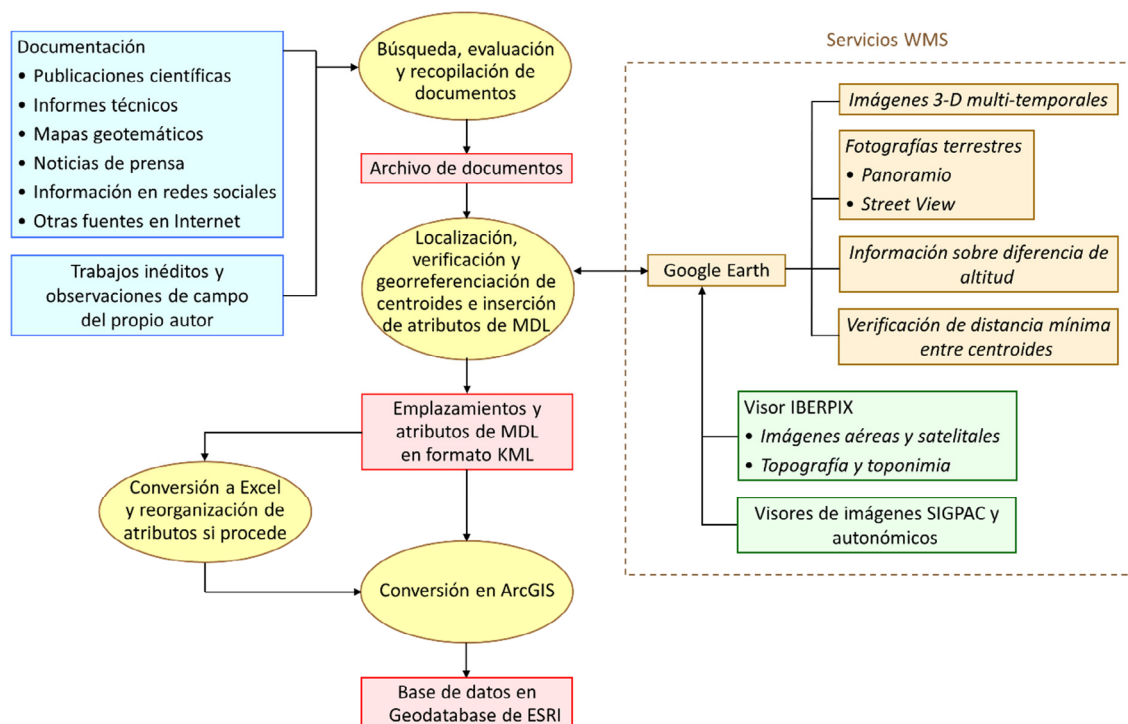 Documentación
• Publicaciones científicas
• Informes técnicos
• Mapas geotemáticos
• Noticias de prensa
• Información en redes sociales
• Otras fuentes en Internet
Trabajos inéditos y
observaciones de campo
del propio autor
Búsqueda, evaluación
y recopilación de
documentos
Archivo de documentos
Localización,
verificación y
georreferenciación de
centroides e inserción
de atributos de MDL
Emplazamientos y
atributos de MDL
en formato KML
Conversión a Excel
y reorganización de
atributos si procede
Conversión en ArcGIS
Base de datos en
Geodatabase de ESRI
Servicios WMS
Google Earth
Imágenes 3-D multi-temporales
Fotografías terrestres
• Panoramio
• Street View
Información sobre diferencia de
altitud
Verificación de distancia mínima
entre centroides
Visor IBERPIX
• Imágenes aéreas y satelitales
• Topografía y toponimia
Visores de imágenes SIGPAC y
autonómicos